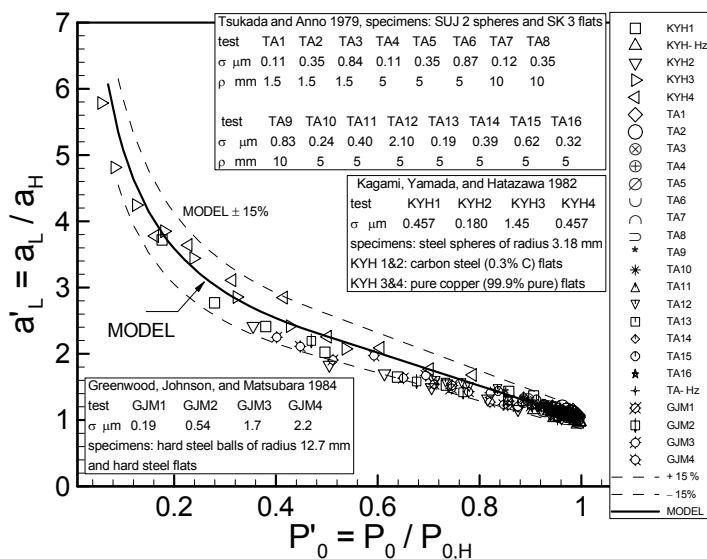 Tsukada and Anno 1979, specimens: SUJ 2 spheres and SK 3 flats
test TA1 TA2 TA3 TA4 TA5 TA6 TA7 TA8
σ μm 0.11 0.35 0.84 0.11 0.35 0.87 0.12 0.35
ρ mm 1.5 1.5 1.5 5 5 5 10 10
test TA9 TA10 TA11 TA12 TA13 TA14 TA15 TA16
σ μm 0.83 0.24 0.40 2.10 0.19 0.39 0.62 0.32
ρ mm 10 5 5 5 5 5 5 5
Kagami, Yamada, and Hatazawa 1982
test KYH1 KYH2 KYH3 KYH4
σ μm 0.457 0.180 1.45 0.457
specimens: steel spheres of radius 3.18 mm
KYH 1&2: carbon steel (0.3% C) flats
KYH 3&4: pure copper (99.9% pure) flats
MODEL ± 15%
MODEL
Greenwood, Johnson, and Matsubara 1984
test GJM1 GJM2 GJM3 GJM4
σ μm 0.19 0.54 1.7 2.2
specimens: hard steel balls of radius 12.7 mm
and hard steel flats
a'L = aL / aH
7
6
5
4
3
2
1
0
0.2 0.4 0.6 0.8 1
P'0 = P0 / P0,H
KYH1
KYH-Hz
KYH2
KYH3
KYH4
TA1
TA2
TA3
TA4
TA5
TA6
TA7
TA8
TA9
TA10
TA11
TA12
TA13
TA14
TA15
TA16
TA-Hz
GJM1
GJM2
GJM3
GJM4
+ 15 %
– 15%
MODEL